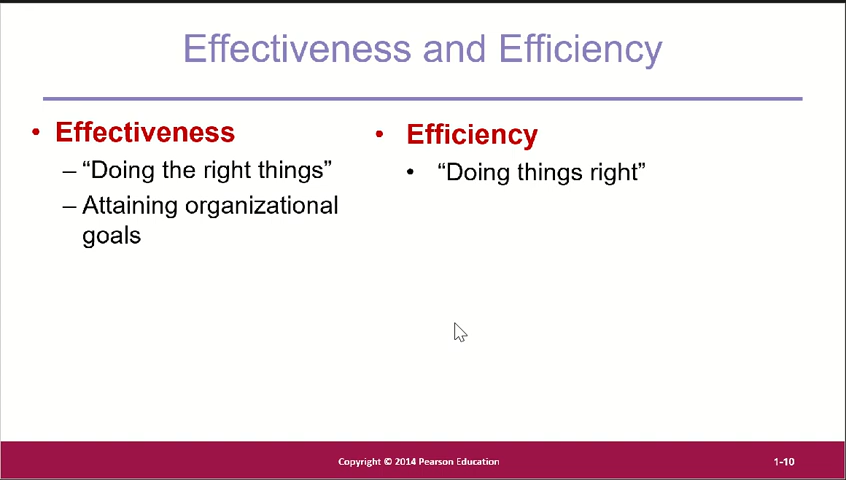 Effectiveness and Efficiency
• Effectiveness
– “Doing the right things”
– Attaining organizational
goals
• Efficiency
• “Doing things right”
Copyright © 2014 Pearson Education
1-10